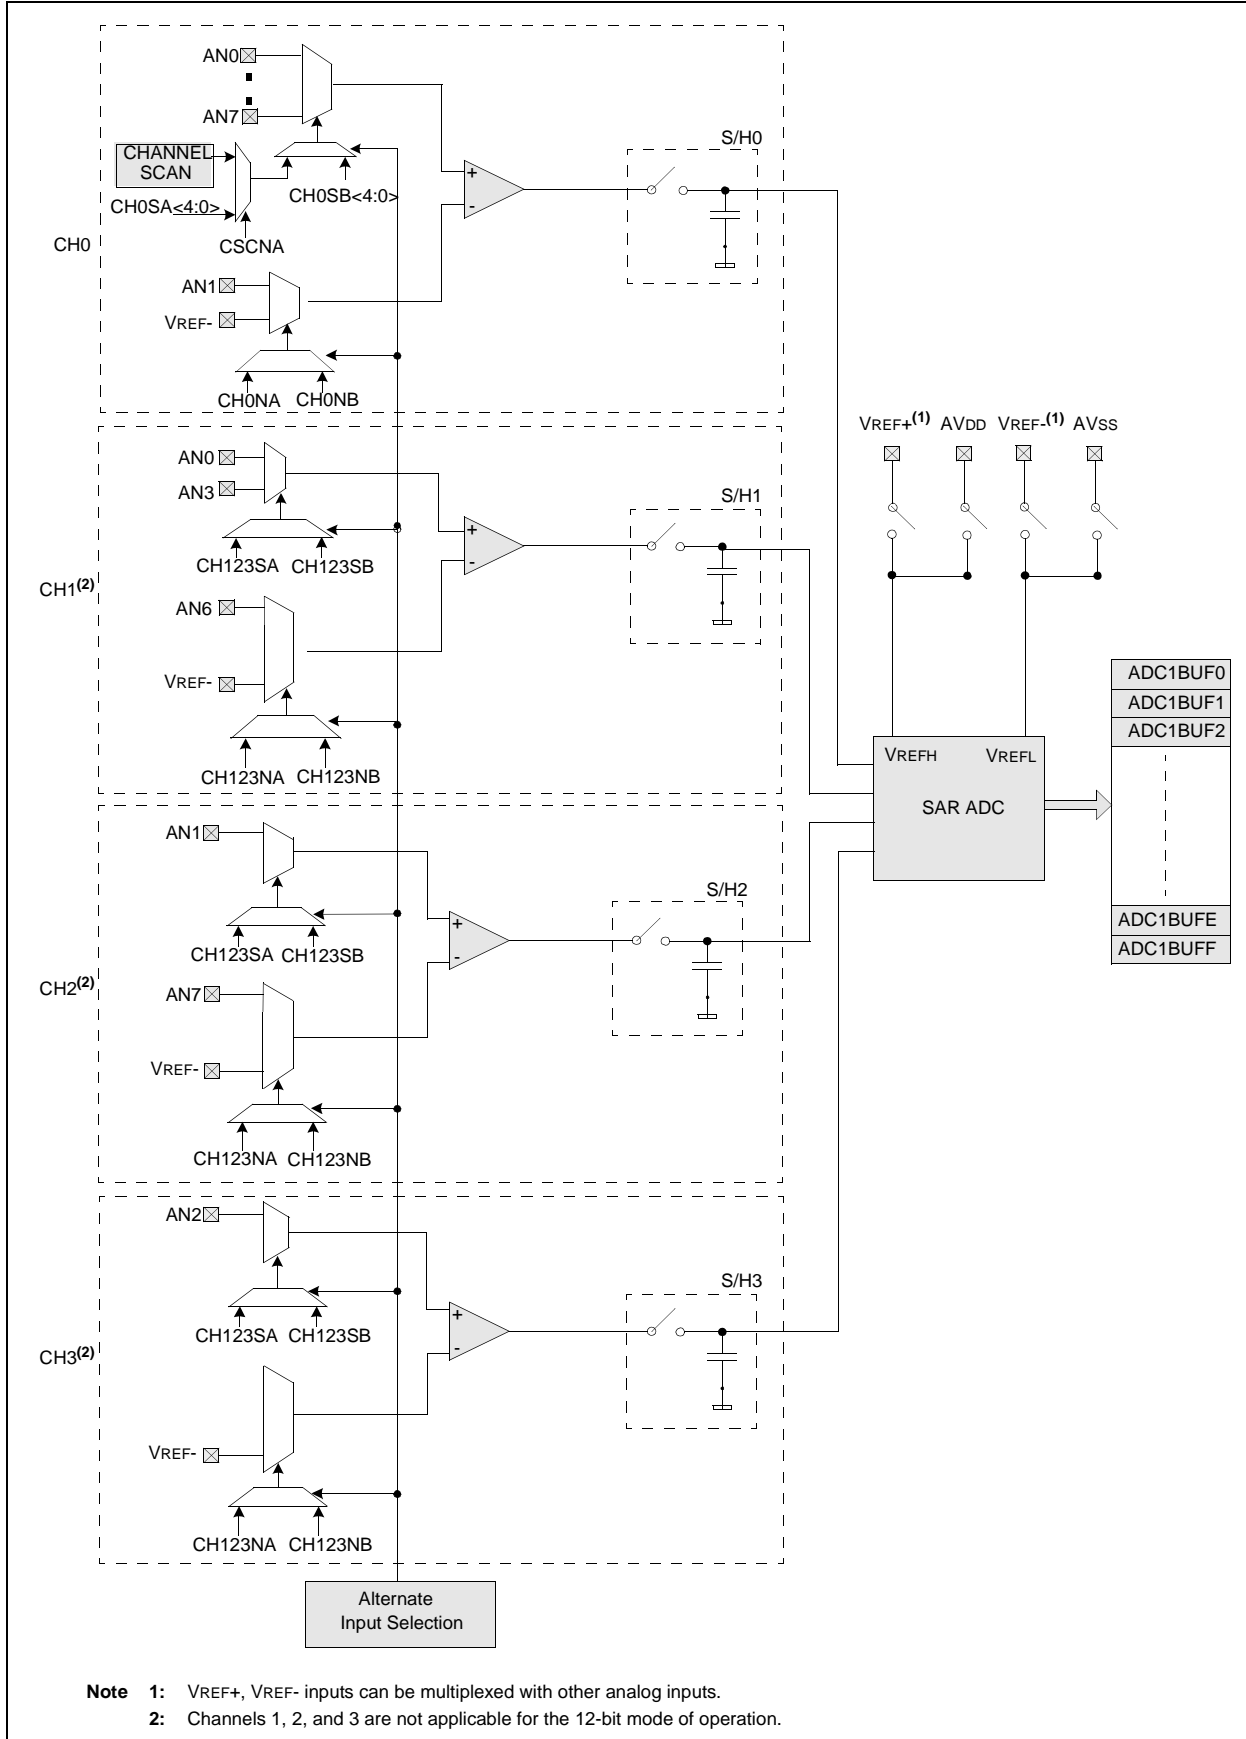 AN0
AN7
CHANNEL
SCAN
CH0SA<4:0>
CH0SB<4:0>
CSCNA
CH0
AN1
VREF-
CH0NA CH0NB
+
-
S/H0
AN0
AN3
CH123SA CH123SB
CH1(2)
AN6
VREF-
CH123NA CH123NB
+
-
S/H1
VREF+(1) AVDD VREF-(1) AVSS
VREFH VREFL
SAR ADC
ADC1BUF0
ADC1BUF1
ADC1BUF2
ADC1BUFE
ADC1BUFF
AN1
CH123SA CH123SB
CH2(2)
AN7
VREF-
CH123NA CH123NB
+
-
S/H2
AN2
CH123SA CH123SB
CH3(2)
VREF-
CH123NA CH123NB
+
-
S/H3
Alternate
Input Selection
Note 1: VREF+, VREF- inputs can be multiplexed with other analog inputs.
2: Channels 1, 2, and 3 are not applicable for the 12-bit mode of operation.